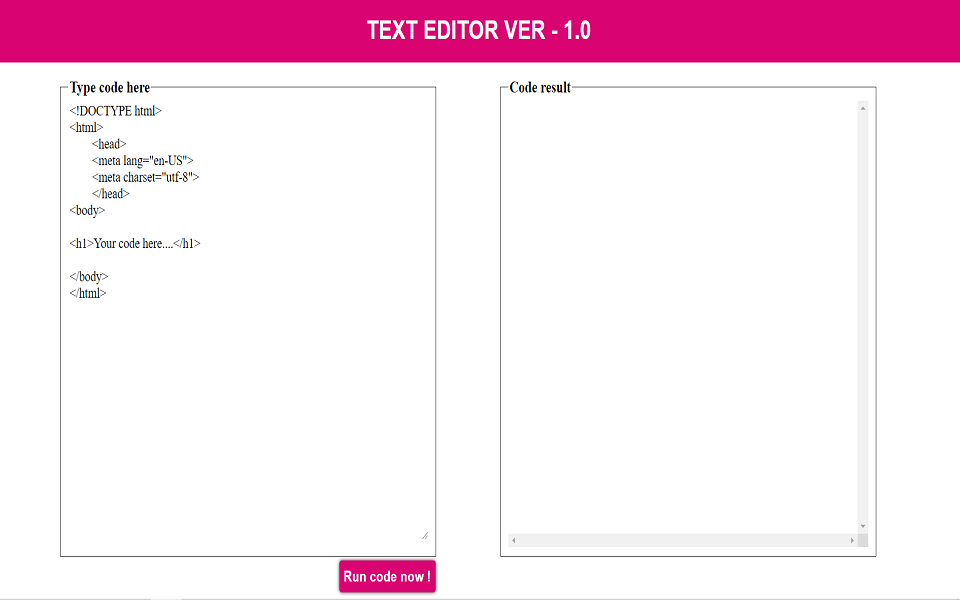 TEXT EDITOR VER - 1.0
Type code here
<!DOCTYPE html>
<html>
<head>
<meta lang="en-US">
<meta charset="utf-8">
</head>
<body>
<h1>Your code here....</h1>
</body>
</html>
Run code now !
Code result